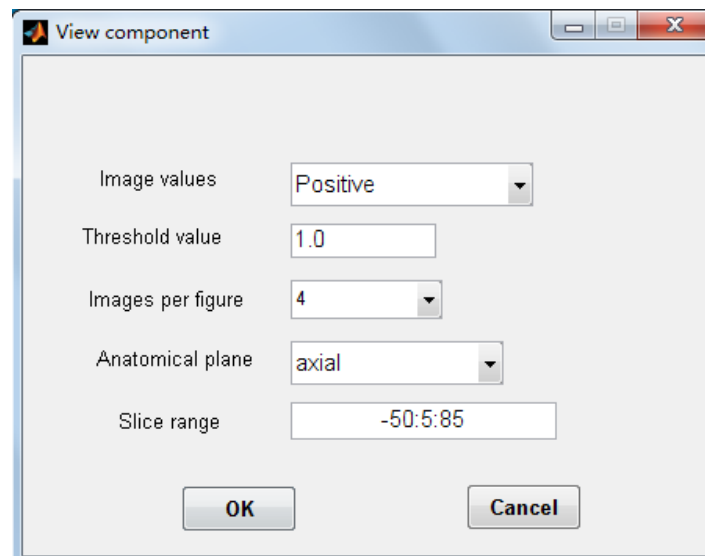 View component
Image values Positive
Threshold value 1.0
Images per figure 4
Anatomical plane axial
Slice range -50:5:85
OK Cancel